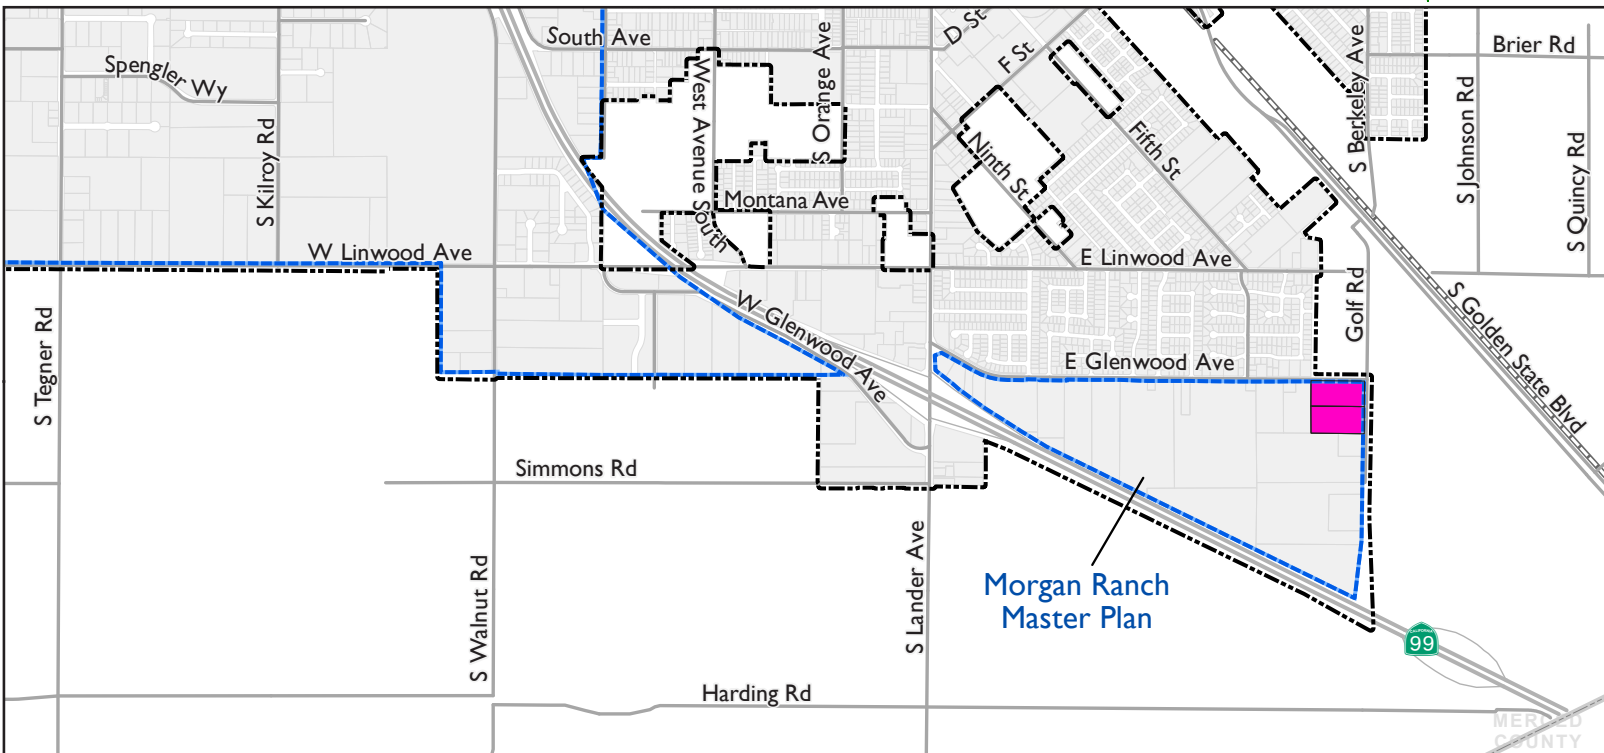 South Ave
D St
F St
Brier Rd
Spengler Wy
West Avenue South
S Orange Ave
S Berkeley Ave
S Johnson Rd
S Quincy Rd
S Kilroy Rd
Ninth St
Fifth St
Montana Ave
W Linwood Ave
E Linwood Ave
S Tegner Rd
W Glenwood Ave
E Glenwood Ave
Golf Rd
S Golden State Blvd
Simmons Rd
S Walnut Rd
S Lander Ave
Morgan Ranch
Master Plan
CALIFORNIA
99
Harding Rd
MERCED
COUNTY